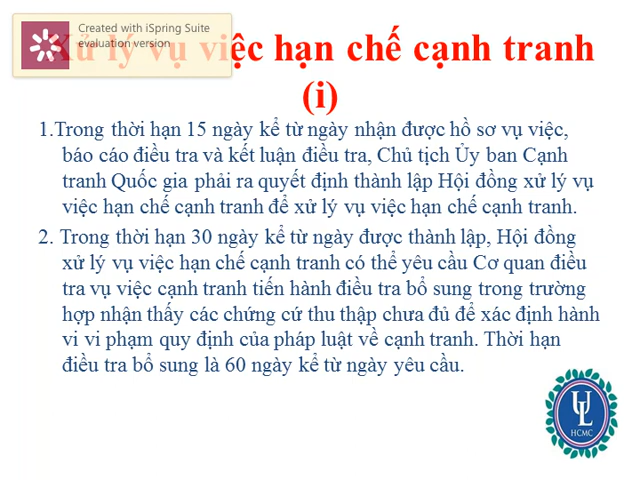 Created with iSpring Suite
evaluation version
Xử lý vụ việc hạn chế cạnh tranh
(i)
1.Trong thời hạn 15 ngày kể từ ngày nhận được hồ sơ vụ việc,
báo cáo điều tra và kết luận điều tra, Chủ tịch Ủy ban Cạnh
tranh Quốc gia phải ra quyết định thành lập Hội đồng xử lý vụ
việc hạn chế cạnh tranh để xử lý vụ việc hạn chế cạnh tranh.
2. Trong thời hạn 30 ngày kể từ ngày được thành lập, Hội đồng
xử lý vụ việc hạn chế cạnh tranh có thể yêu cầu Cơ quan điều
tra vụ việc cạnh tranh tiến hành điều tra bổ sung trong trường
hợp nhận thấy các chứng cứ thu thập chưa đủ để xác định hành
vi vi phạm quy định của pháp luật về cạnh tranh. Thời hạn
điều tra bổ sung là 60 ngày kể từ ngày yêu cầu.
UL
HCMC